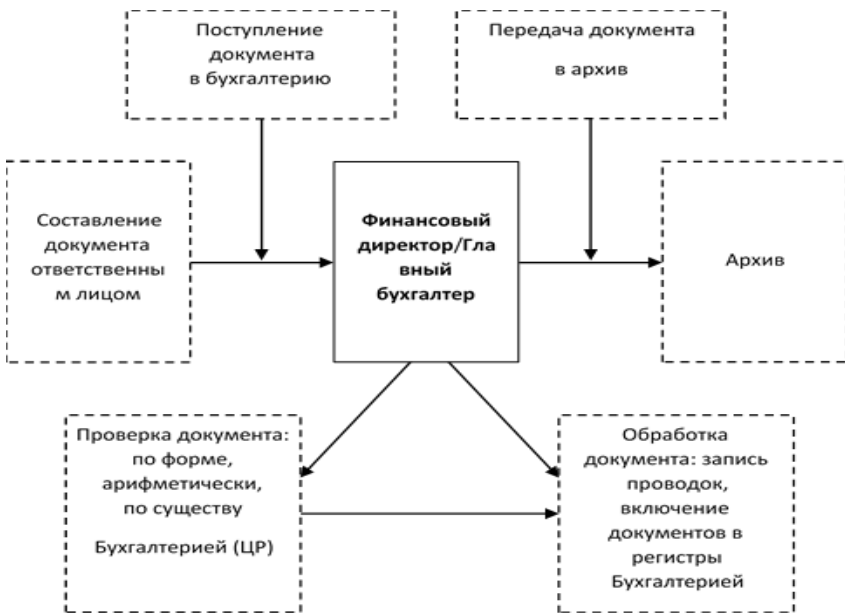 Поступление
документа
в бухгалтерию
Передача документа
в архив
Составление
документа
ответственны
м лицом
Финансовый
директор/Гла
вный
бухгалтер
Архив
Проверка документа:
по форме,
арифметически,
по существу
Бухгалтерией (ЦР)
Обработка
документа: запись
проводок,
включение
документов в
регистры
Бухгалтерией